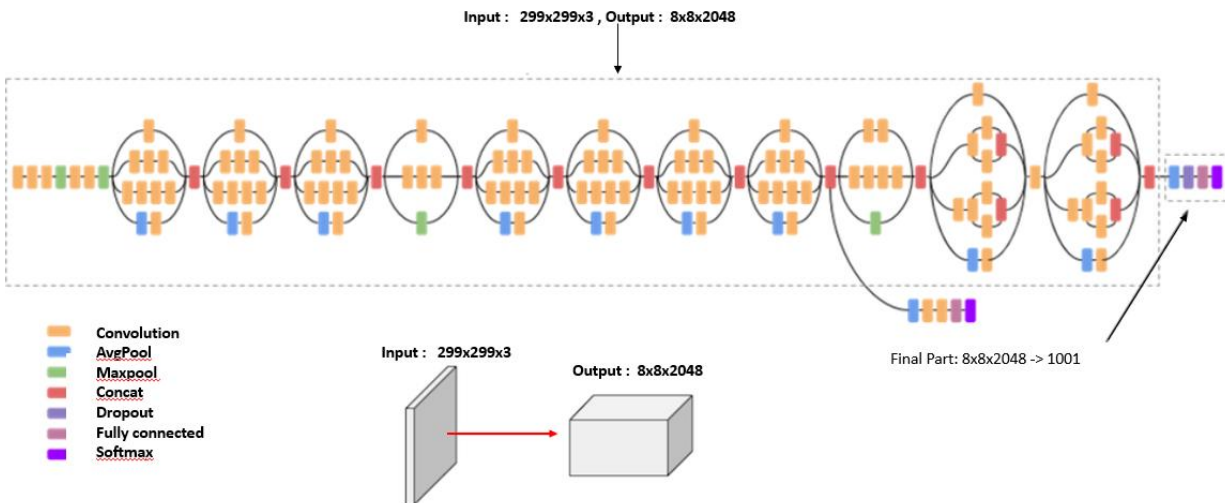 Input :  299x299x3 , Output :  8x8x2048
Final Part: 8x8x2048 -> 1001
Convolution
AvgPool
Maxpool
Concat
Dropout
Fully connected
Softmax
Input :  299x299x3
Output :  8x8x2048